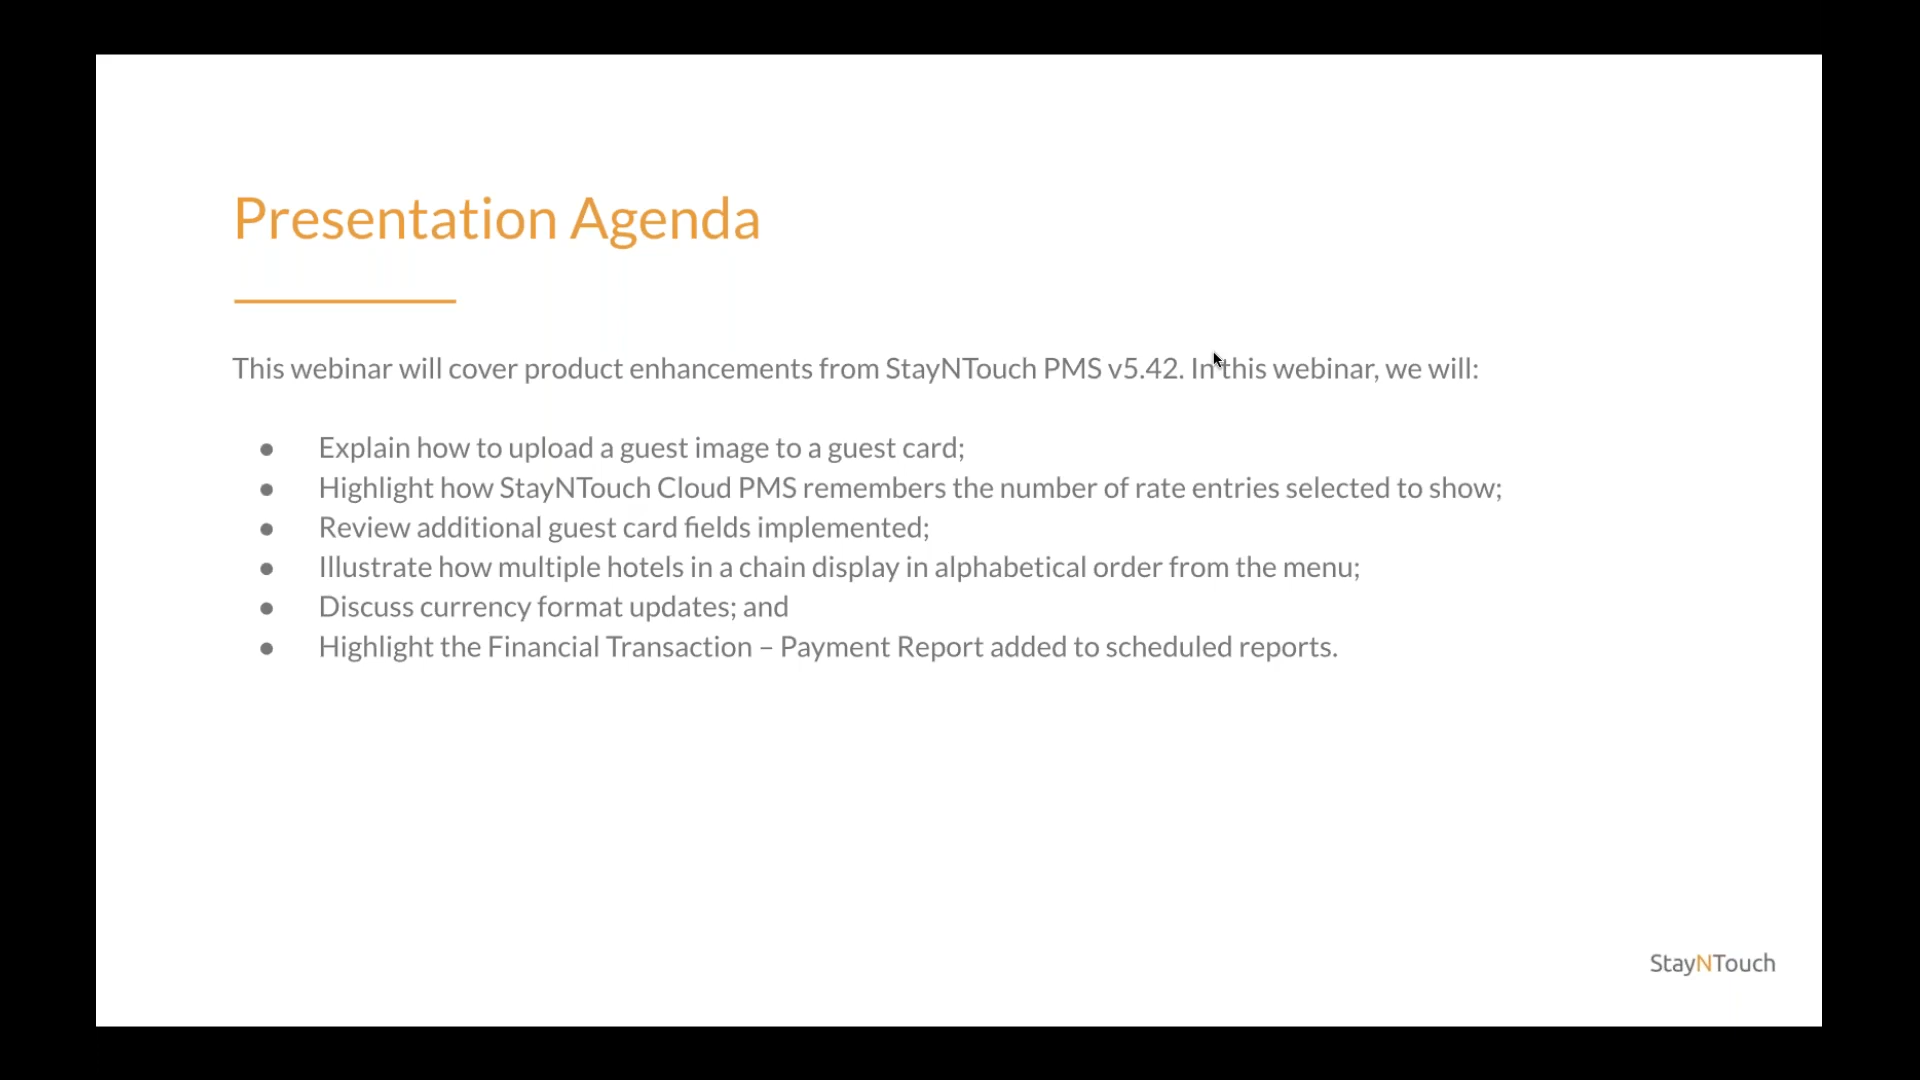 Presentation Agenda
This webinar will cover product enhancements from StayNTouch PMS v5.42. In this webinar, we will:
● Explain how to upload a guest image to a guest card;
● Highlight how StayNTouch Cloud PMS remembers the number of rate entries selected to show;
● Review additional guest card fields implemented;
● Illustrate how multiple hotels in a chain display in alphabetical order from the menu;
● Discuss currency format updates; and
● Highlight the Financial Transaction – Payment Report added to scheduled reports.
StayNTouch